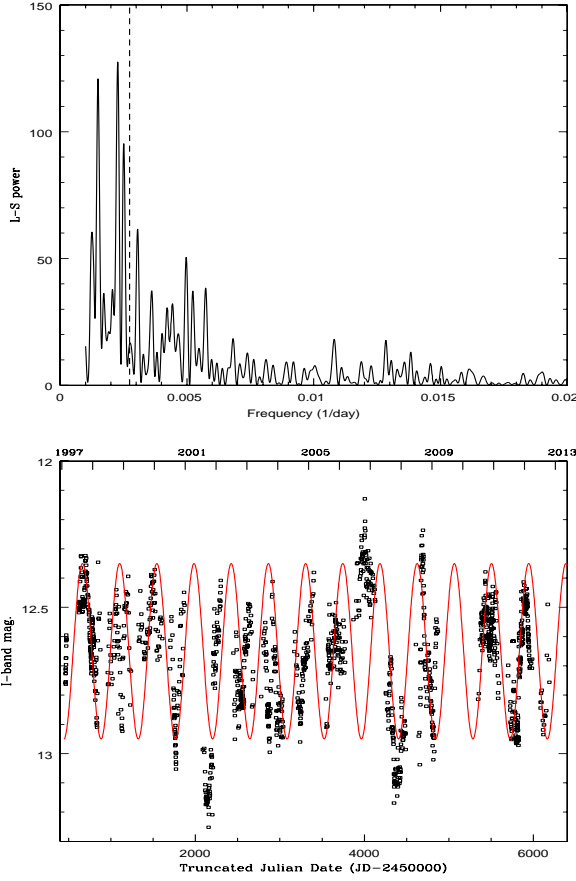 150
100
50
0
L-S power
0 0.005 0.01 0.015 0.02
Frequency (1/day)
1997 2001 2005 2009 2013
12
12.5
13
I-band mag.
2000 4000 6000
Truncated Julian Date (JD-2450000)